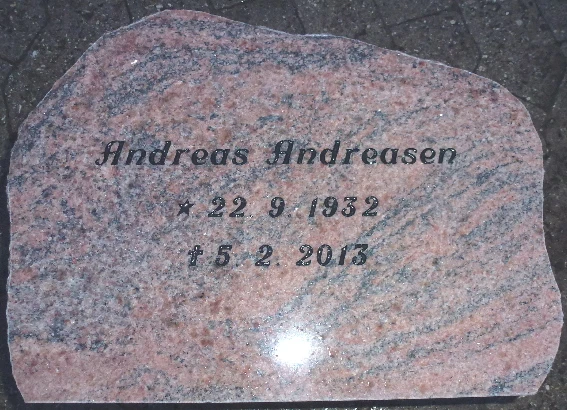 Andreas Andreasen
★ 22. 9. 1932
✝ 5. 2. 2013